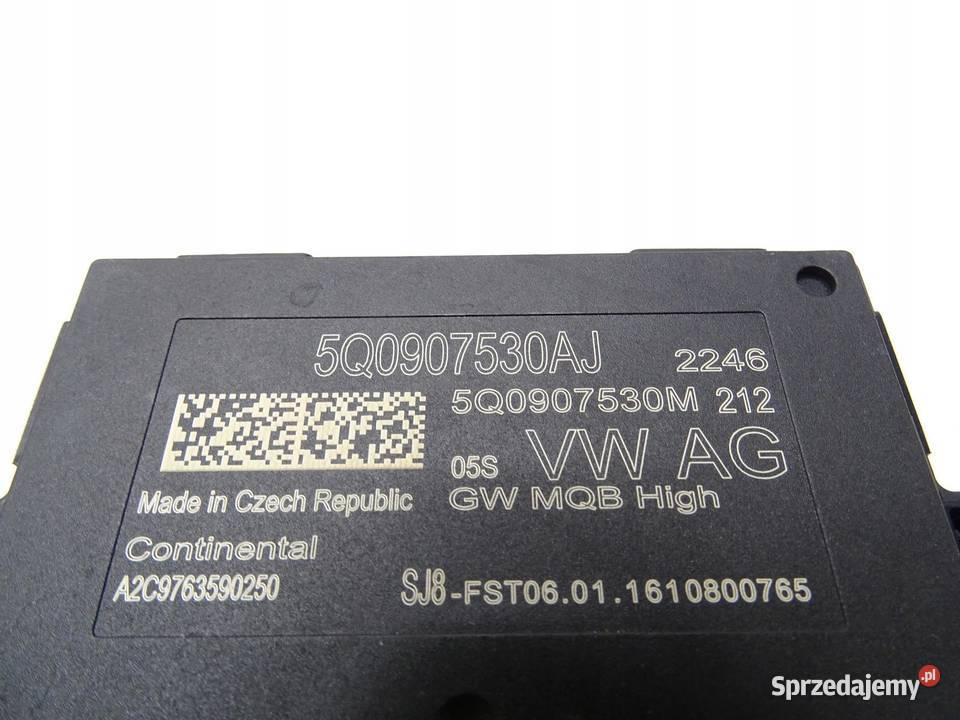 5Q0907530AJ 2246
5Q0907530M 212
05S VW AG
Made in Czech Republic GW MQB High
Continental
A2C9763590250 SJ8-FST06.01.1610800765
Sprzedajemy.pl